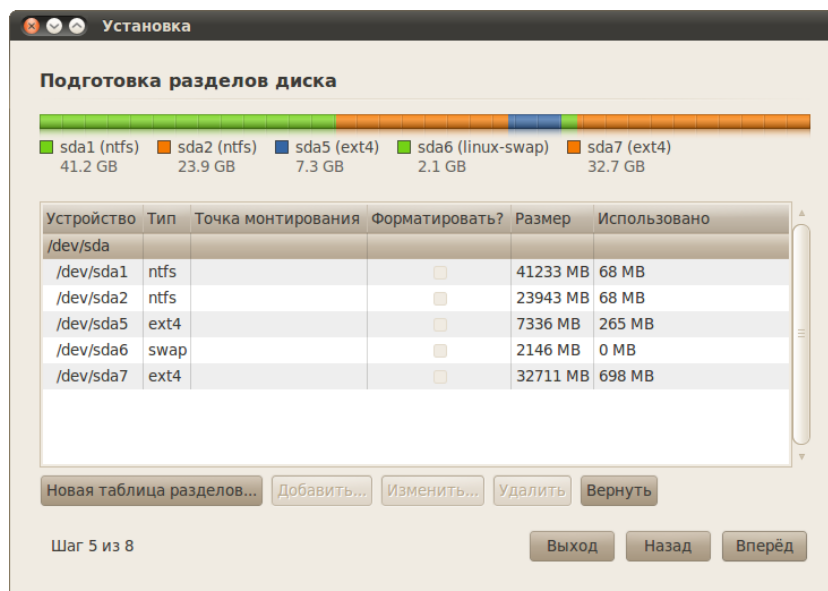 Установка
Подготовка разделов диска
sda1 (ntfs) sda2 (ntfs) sda5 (ext4) sda6 (linux-swap) sda7 (ext4)
41.2 GB 23.9 GB 7.3 GB 2.1 GB 32.7 GB
Устройство Тип Точка монтирования Форматировать? Размер Использовано
/dev/sda
/dev/sda1 ntfs 41233 MB 68 MB
/dev/sda2 ntfs 23943 MB 68 MB
/dev/sda5 ext4 7336 MB 265 MB
/dev/sda6 swap 2146 MB 0 MB
/dev/sda7 ext4 32711 MB 698 MB
Новая таблица разделов... Добавить... Изменить... Удалить Вернуть
Шаг 5 из 8 Выход Назад Вперёд